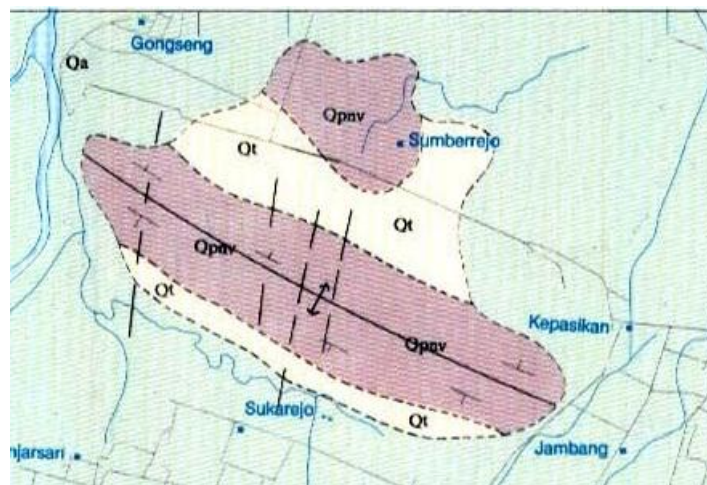 Gongseng
Qa
Qpnv
Sumberrejo
Qt
Qt
Qpnv
Qt
Kepasikan
Qpnv
Sukarejo
Qt
njarsari
Jambang